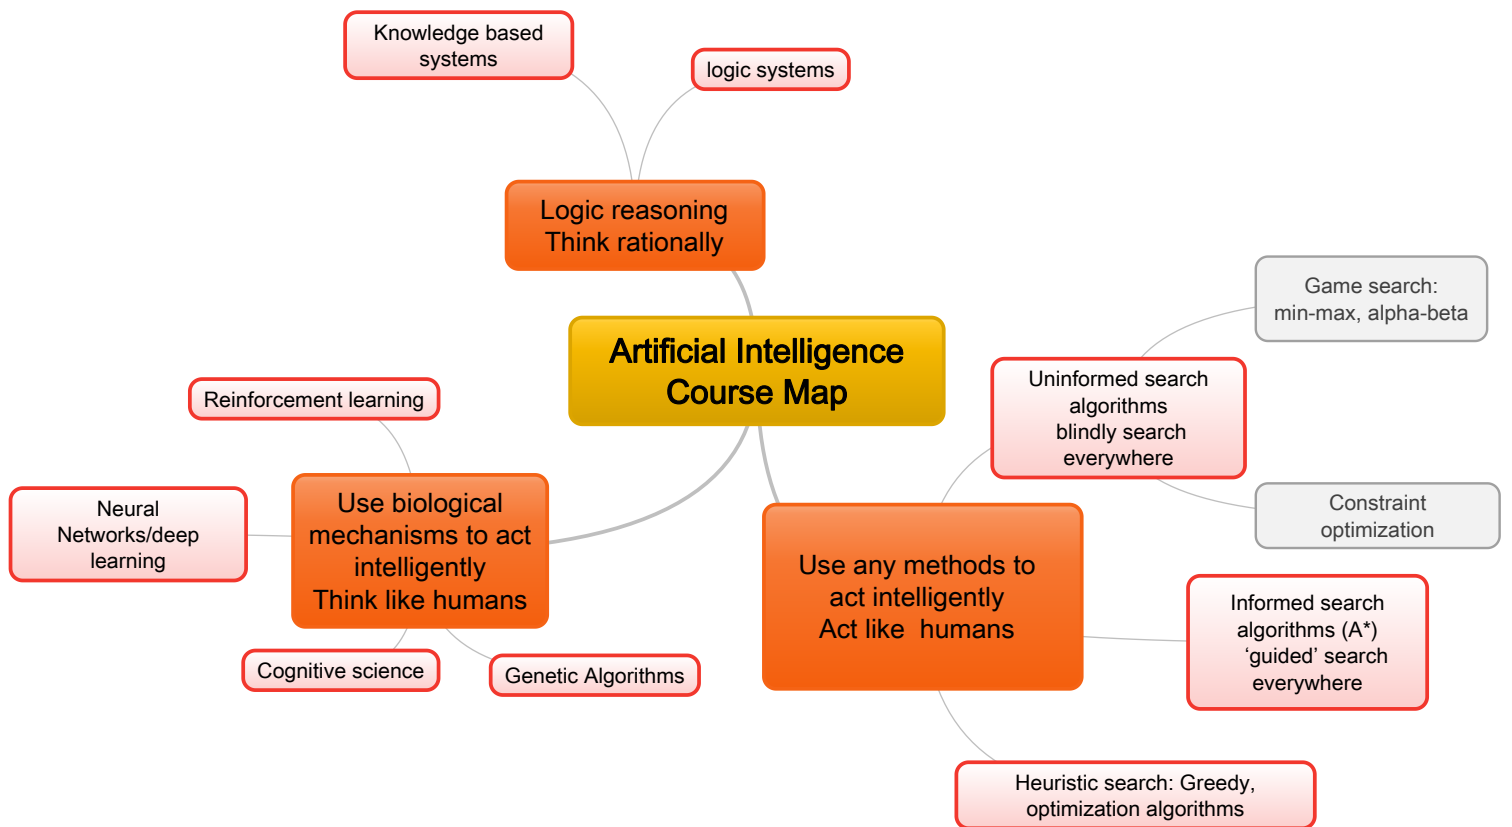 Knowledge based
systems
logic systems
Logic reasoning
Think rationally
Artificial Intelligence
Course Map
Game search:
min-max, alpha-beta
Uninformed search
algorithms
blindly search
everywhere
Constraint
optimization
Reinforcement learning
Neural
Networks/deep
learning
Use biological
mechanisms to act
intelligently
Think like humans
Cognitive science
Genetic Algorithms
Use any methods to
act intelligently
Act like  humans
Informed search
algorithms (A*)
‘guided’ search
everywhere
Heuristic search: Greedy,
optimization algorithms